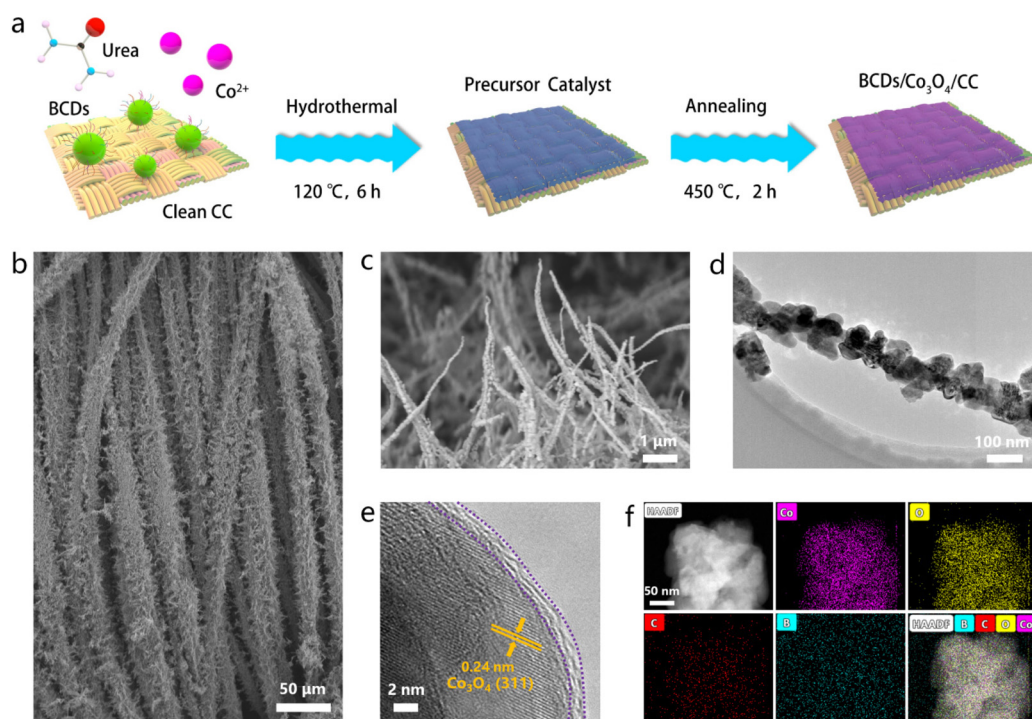 a
Urea
Co²⁺
BCDs
Clean CC
Hydrothermal
120 ℃, 6 h
Precursor Catalyst
Annealing
450 ℃, 2 h
BCDs/Co₃O₄/CC
b
50 μm
c
1 μm
d
100 nm
e
0.24 nm
Co₃O₄ (311)
2 nm
f
HAADF
50 nm
Co
O
C
B
HAADF B C O Co